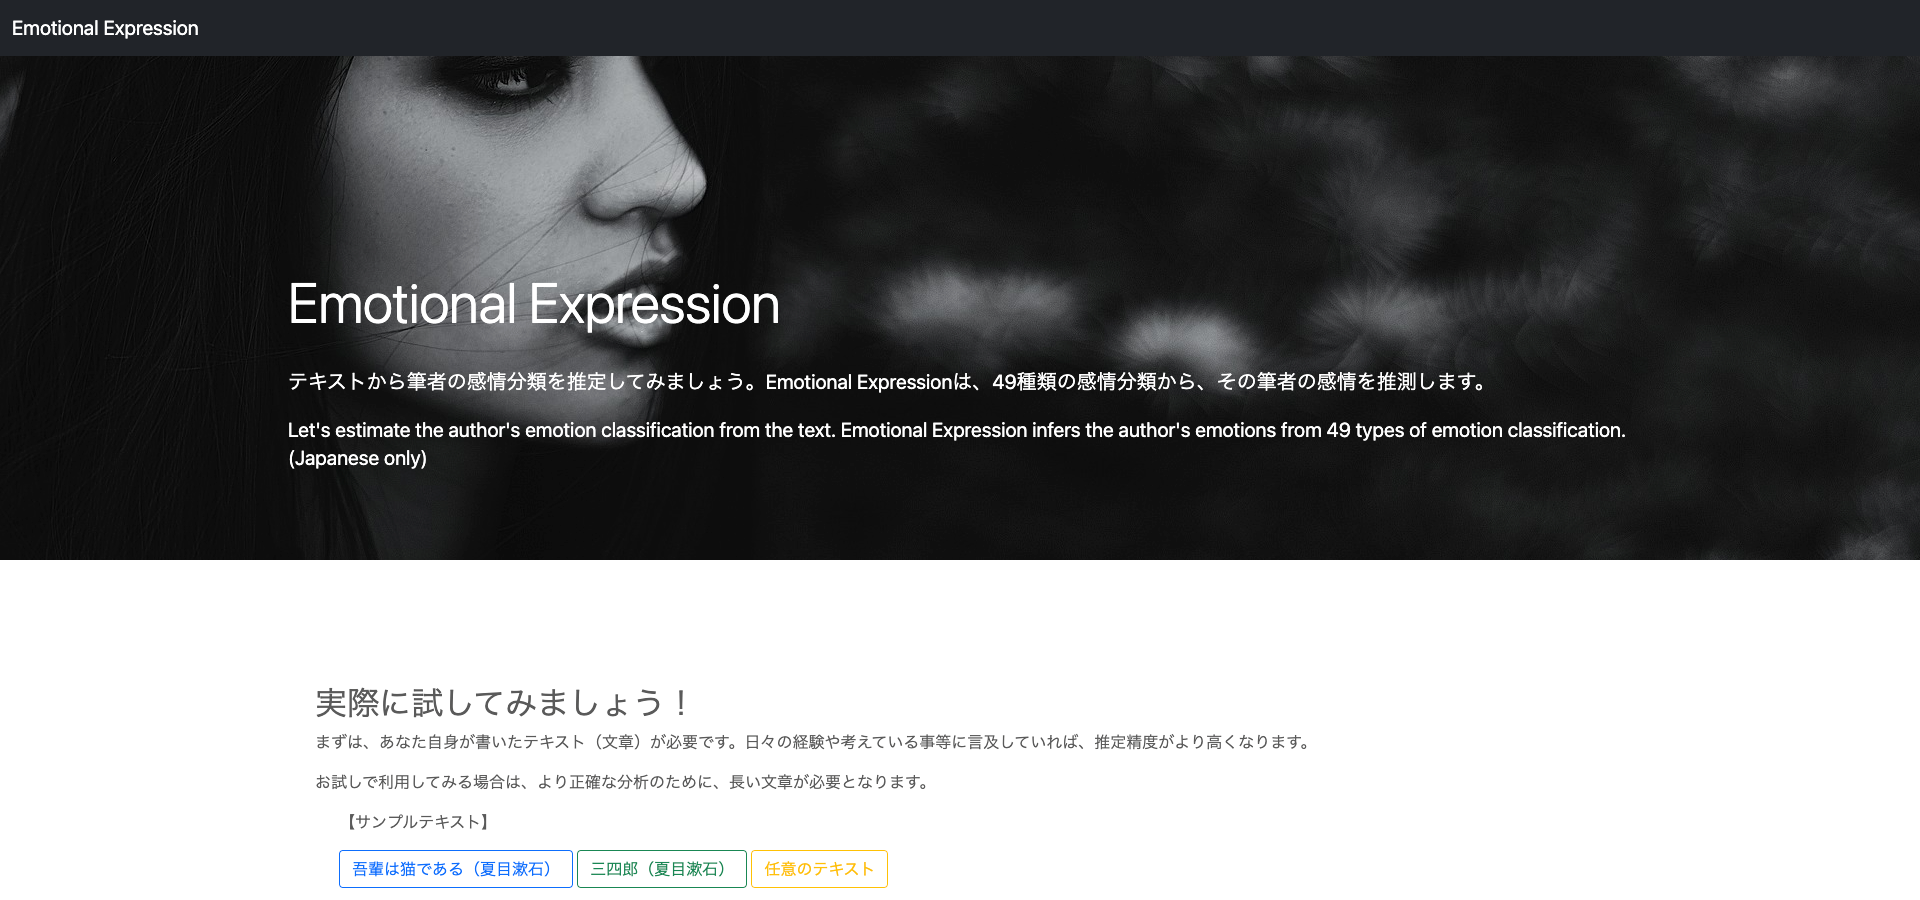 Emotional Expression
Emotional Expression
テキストから筆者の感情分類を推定してみましょう。Emotional Expressionは、49種類の感情分類から、その筆者の感情を推測します。
Let's estimate the author's emotion classification from the text. Emotional Expression infers the author's emotions from 49 types of emotion classification.
(Japanese only)
実際に試してみましょう！
まずは、あなた自身が書いたテキスト（文章）が必要です。日々の経験や考えている事等に言及していれば、推定精度がより高くなります。
お試しで利用してみる場合は、より正確な分析のために、長い文章が必要となります。
【サンプルテキスト】
吾輩は猫である（夏目漱石） 三四郎（夏目漱石） 任意のテキスト